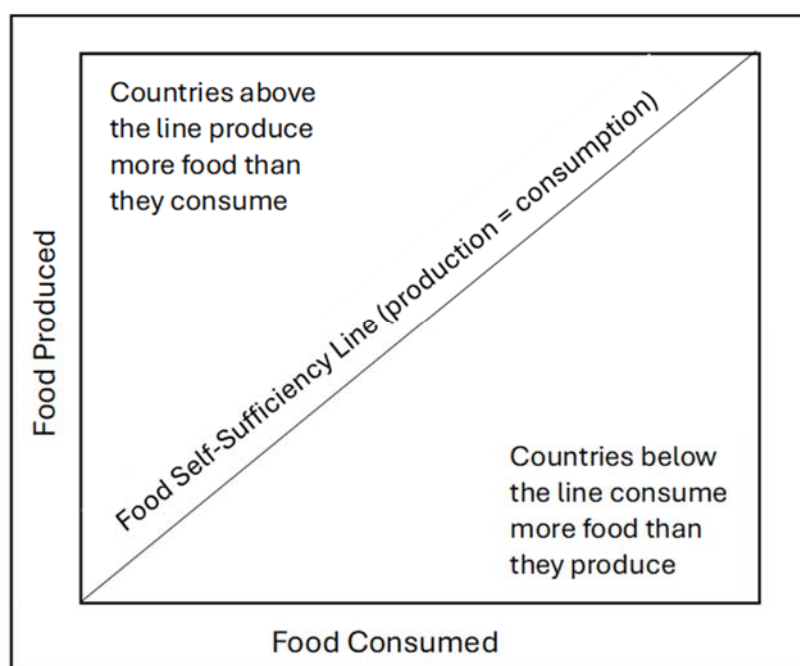 Countries above
the line produce
more food than
they consume
Food Self-Sufficiency Line (production = consumption)
Food Produced
Countries below
the line consume
more food than
they produce
Food Consumed